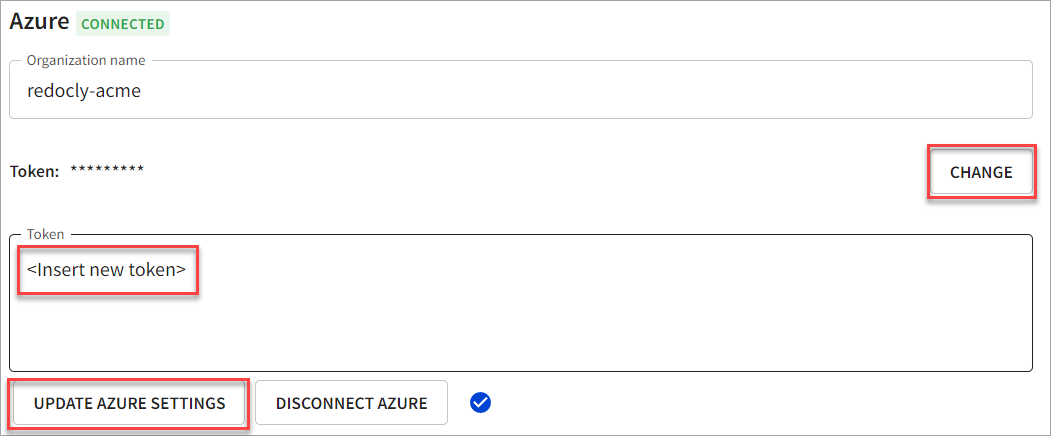 Azure CONNECTED
Organization name
redocly-acme
Token: ********* CHANGE
Token
<Insert new token>
UPDATE AZURE SETTINGS DISCONNECT AZURE